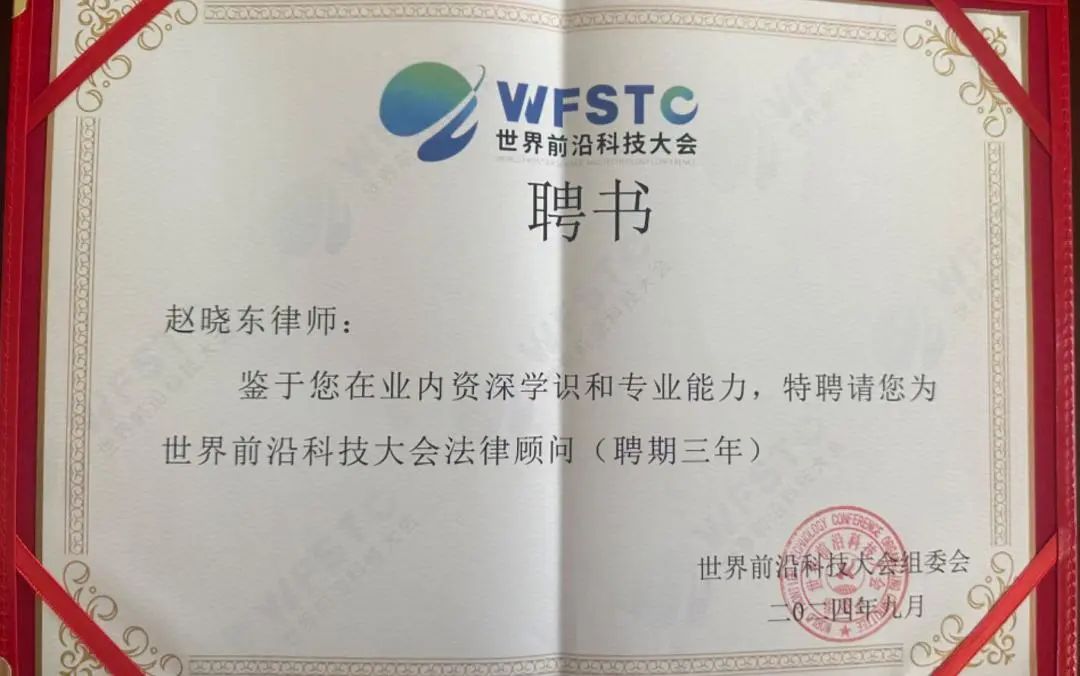 WFSTC
世界前沿科技大会
聘书
赵晓东律师：
鉴于您在业内资深学识和专业能力，特聘请您为
世界前沿科技大会法律顾问（聘期三年）
世界前沿科技大会组委会
二0二四年九月